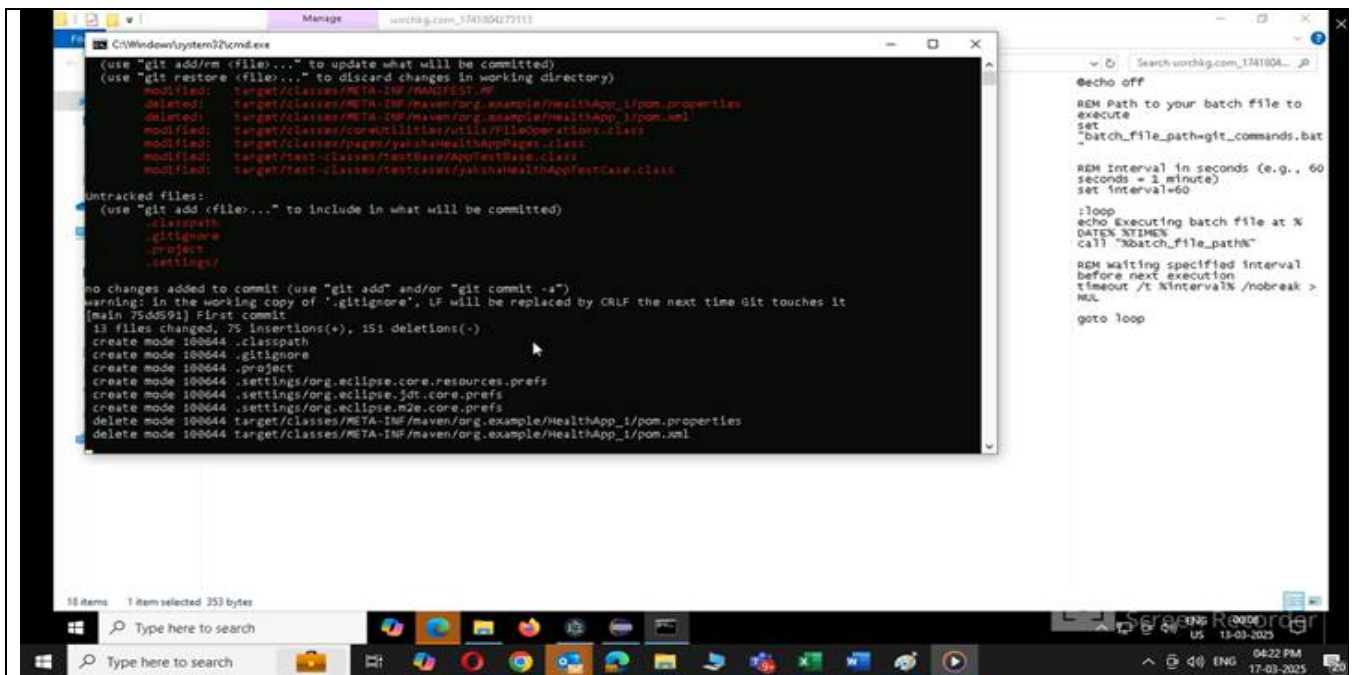 Manage
uorchkg.com_1741804273113
C:\Windows\system32\cmd.exe
(use "git add/rm <file>..." to update what will be committed)
(use "git restore <file>..." to discard changes in working directory)
modified: target/classes/META-INF/MANIFEST.MF
deleted: target/classes/META-INF/maven/org.example/HealthApp_1/pom.properties
deleted: target/classes/META-INF/maven/org.example/HealthApp_1/pom.xml
modified: target/classes/coreUtilities/utils/FileOperations.class
modified: target/classes/pages/yakshaHealthAppPages.class
modified: target/test-classes/testBase/AppTestBase.class
modified: target/test-classes/testcases/yakshaHealthAppTestCase.class
Untracked files:
(use "git add <file>..." to include in what will be committed)
.classpath
.gitignore
.project
.settings/
no changes added to commit (use "git add" and/or "git commit -a")
warning: in the working copy of '.gitignore', LF will be replaced by CRLF the next time Git touches it
[main 75dd591] First commit
13 files changed, 75 insertions(+), 151 deletions(-)
create mode 100644 .classpath
create mode 100644 .gitignore
create mode 100644 .project
create mode 100644 .settings/org.eclipse.core.resources.prefs
create mode 100644 .settings/org.eclipse.jdt.core.prefs
create mode 100644 .settings/org.eclipse.m2e.core.prefs
delete mode 100644 target/classes/META-INF/maven/org.example/HealthApp_1/pom.properties
delete mode 100644 target/classes/META-INF/maven/org.example/HealthApp_1/pom.xml
Search uorchkg.com_1741804...
@echo off
REM Path to your batch file to
execute
set
"batch_file_path=git_commands.bat
"
REM Interval in seconds (e.g., 60
seconds = 1 minute)
set interval=60
:loop
echo Executing batch file at %
DATE% %TIME%
call "%batch_file_path%"
REM Waiting specified interval
before next execution
timeout /t %interval% /nobreak >
NUL
goto loop
18 items 1 item selected 353 bytes
Type here to search
Screen Recorder
ENG
US 13-03-2025
Type here to search
ENG 04:22 PM
17-03-2025
20